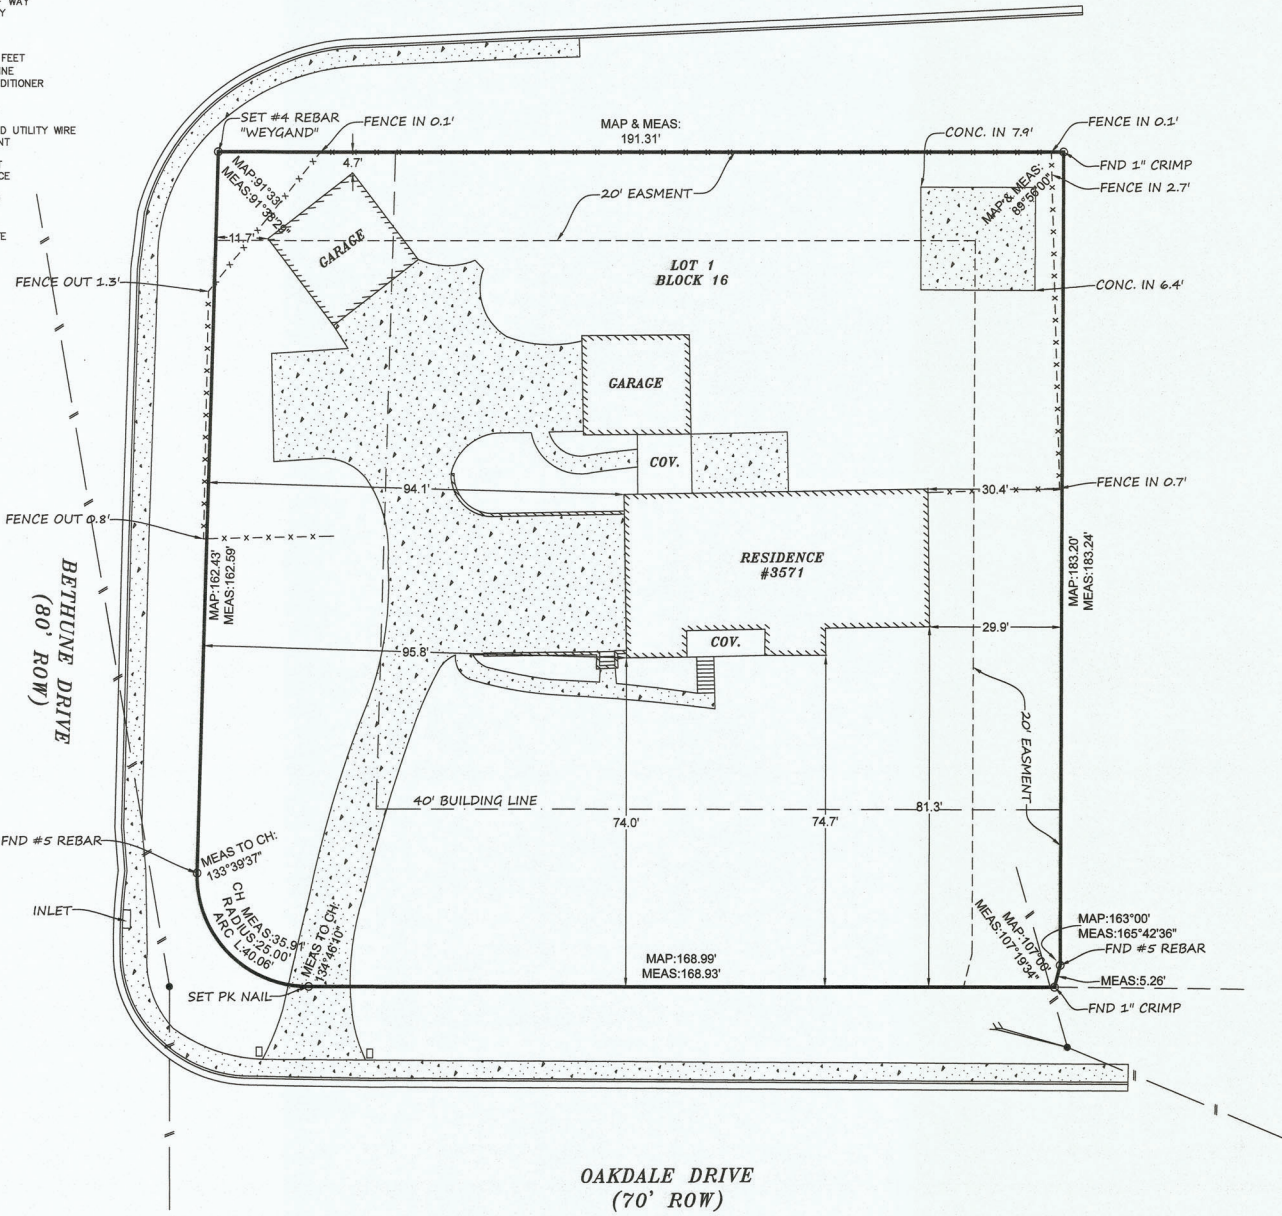 WAY
Y
FEET
INE
DITIONER
D UTILITY WIRE
NT
T
CE
E
SET #4 REBAR
"WEYGAND"
FENCE IN 0.1'
MAP & MEAS:
191.31'
CONC. IN 7.9'
FENCE IN 0.1'
FND 1" CRIMP
FENCE IN 2.7'
MAP:91°33'
MEAS:91°38'29"
4.7'
20' EASMENT
MAP & MEAS:
89°56'00"
11.7'
GARAGE
LOT 1
BLOCK 16
FENCE OUT 1.3'
CONC. IN 6.4'
GARAGE
COV.
94.1'
30.4'
FENCE IN 0.7'
FENCE OUT 0.8'
RESIDENCE
#3571
MAP:162.43'
MEAS:162.59'
MAP:183.20'
MEAS:183.24'
BETHUNE DRIVE
(80' ROW)
95.8'
COV.
29.9'
20' EASMENT
40' BUILDING LINE
74.0'
74.7'
81.3'
FND #5 REBAR
MEAS TO CH:
133°39'37"
CH MEAS:35.91'
RADIUS:25.00'
ARC L:40.06'
INLET
MEAS TO CH:
134°46'10"
MAP:168.99'
MEAS:168.93'
MAP:107°00'
MEAS:107°19'34"
MAP:163°00'
MEAS:165°42'36"
FND #5 REBAR
MEAS:5.26'
SET PK NAIL
FND 1" CRIMP
OAKDALE DRIVE
(70' ROW)